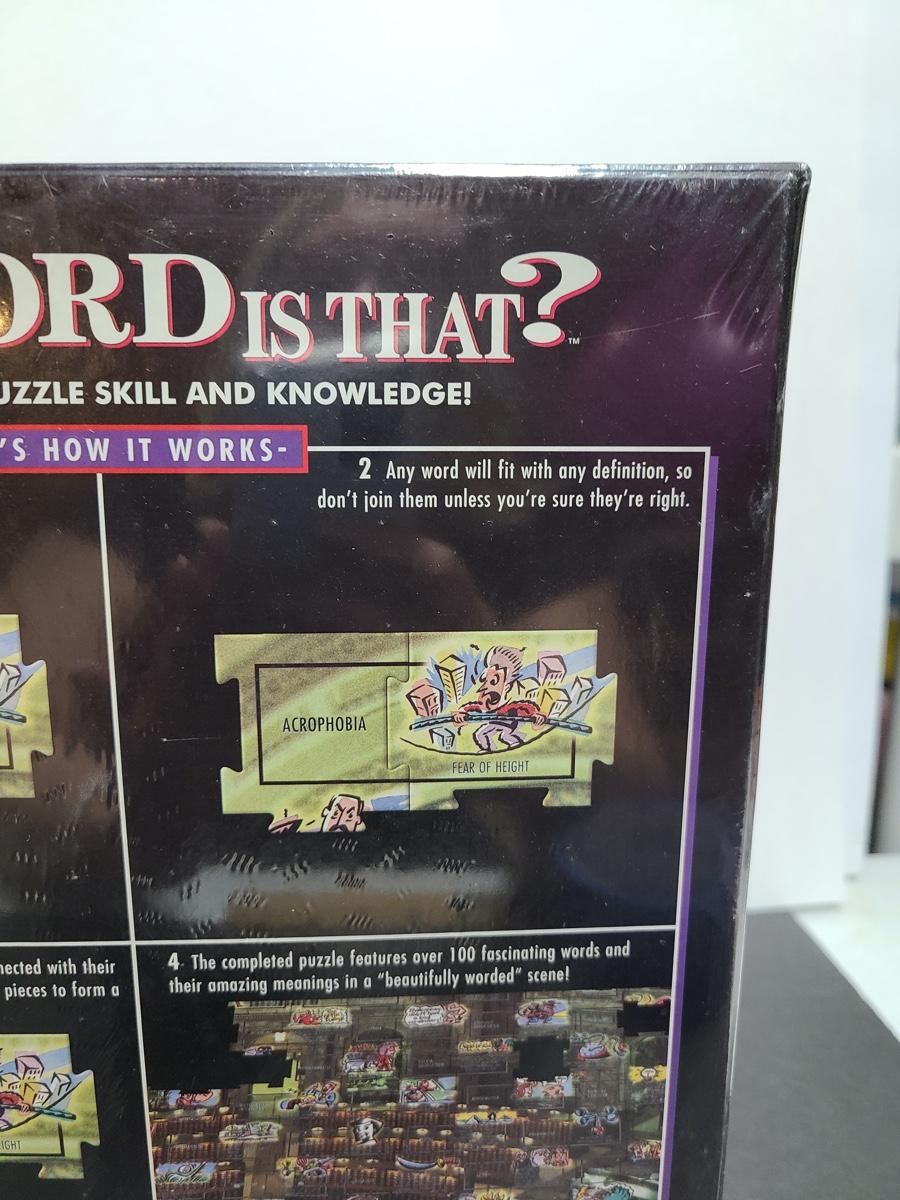 ORD IS THAT?™
UZZLE SKILL AND KNOWLEDGE!
'S HOW IT WORKS-
2 Any word will fit with any definition, so
don't join them unless you're sure they're right.
ACROPHOBIA
FEAR OF HEIGHT
nected with their
pieces to form a
4 The completed puzzle features over 100 fascinating words and
their amazing meanings in a "beautifully worded" scene!
IGHT